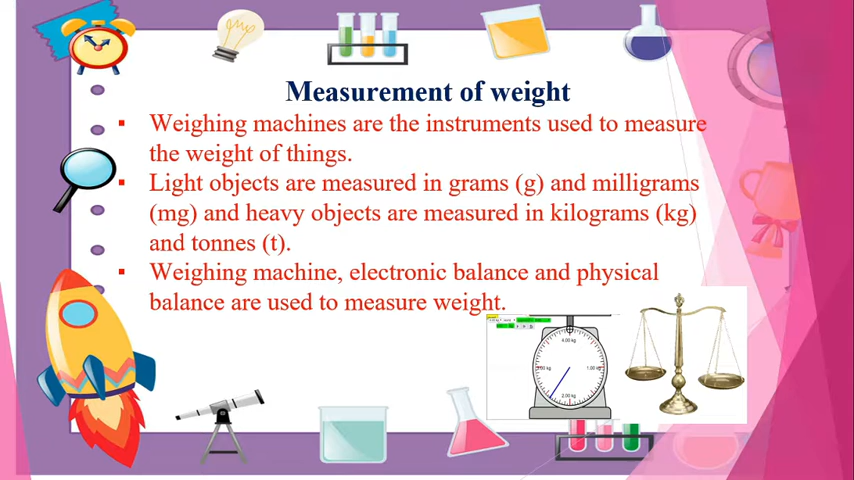 Measurement of weight
▪ Weighing machines are the instruments used to measure
the weight of things.
▪ Light objects are measured in grams (g) and milligrams
(mg) and heavy objects are measured in kilograms (kg)
and tonnes (t).
▪ Weighing machine, electronic balance and physical
balance are used to measure weight.
4.00 kg
1.00 kg
2.00 kg